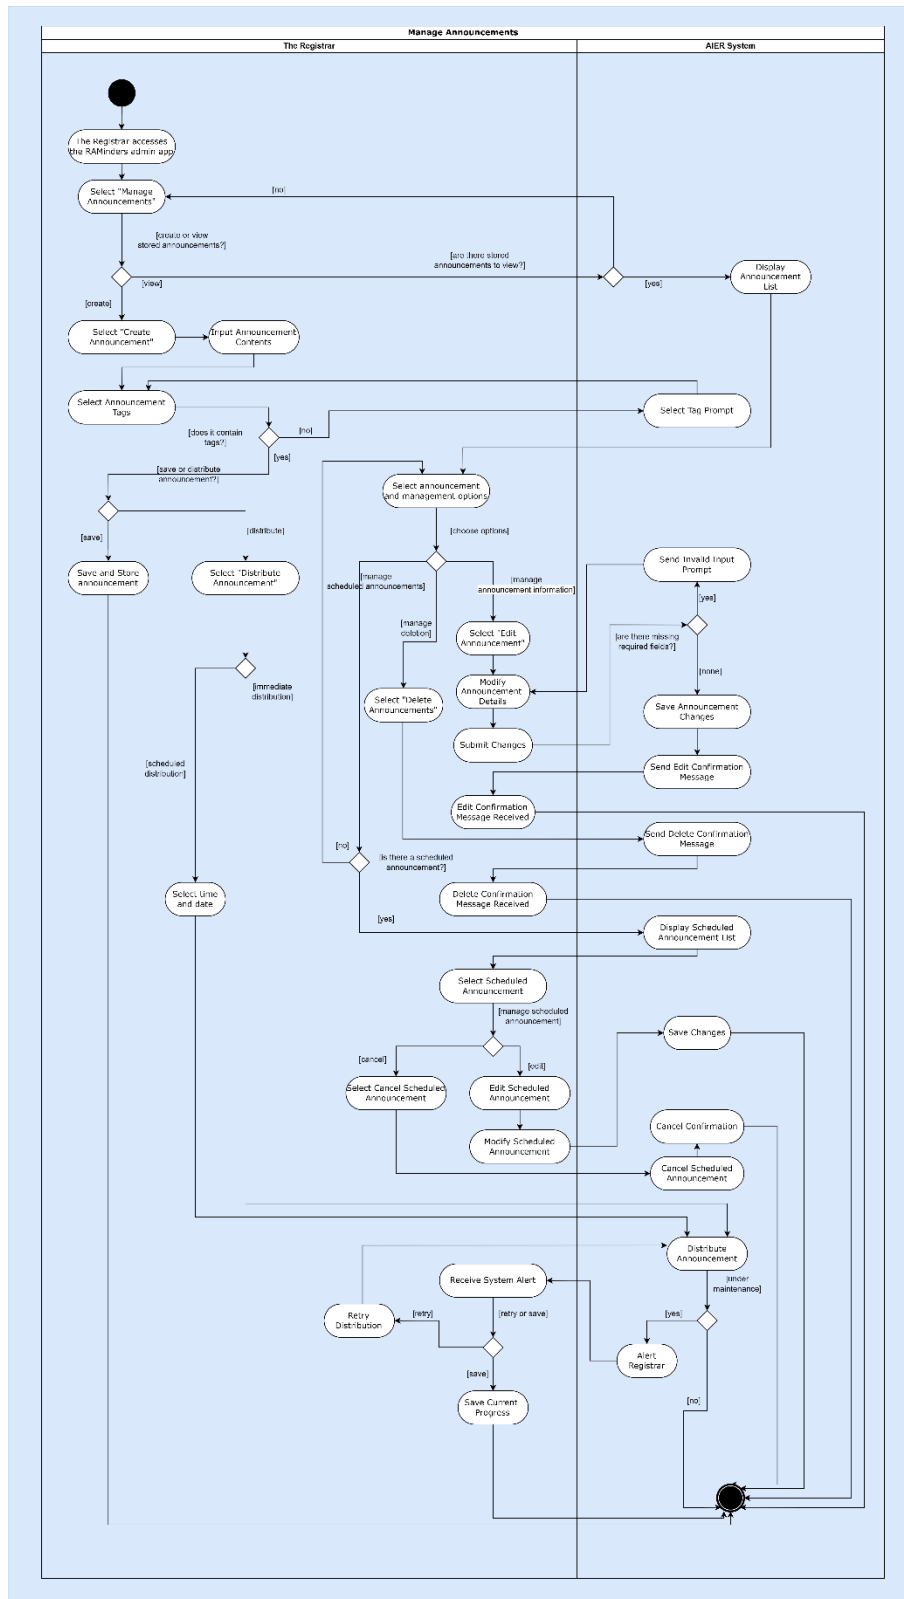 Manage Announcements
The Registrar
AIER System
The Registrar accesses
the RAMinders admin app
Select "Manage
Announcements"
[no]
[create or view
stored announcements?]
[are there stored
announcements to view?]
[view]
[yes]
Display
Announcement
List
[create]
Select "Create
Announcement"
Input Announcement
Contents
Select Announcement
Tags
Select Tag Prompt
[does it contain
tags?]
[no]
[yes]
[save or distribute
announcement?]
Select announcement
and management options
[save]
[distribute]
[choose options]
Save and Store
announcement
Select "Distribute
Announcement"
[manage
scheduled announcements]
[manage
announcement information]
Send Invalid Input
Prompt
[yes]
[manage
deletion]
Select "Edit
Announcement"
[are there missing
required fields?]
[none]
[immediate
distribution]
Select "Delete
Announcements"
Modify
Announcement
Details
Save Announcement
Changes
Submit Changes
[scheduled
distribution]
Send Edit Confirmation
Message
Edit Confirmation
Message Received
Send Delete Confirmation
Message
[no]
[is there a scheduled
announcement?]
Select time
and date
Delete Confirmation
Message Received
[yes]
Display Scheduled
Announcement List
Select Scheduled
Announcement
[manage scheduled
announcement]
Save Changes
[cancel]
[edit]
Select Cancel Scheduled
Announcement
Edit Scheduled
Announcement
Cancel Confirmation
Modify Scheduled
Announcement
Cancel Scheduled
Announcement
Distribute
Announcement
Receive System Alert
[under
maintenance]
Retry
Distribution
[retry]
[retry or save]
[yes]
Alert
Registrar
[save]
[no]
Save Current
Progress